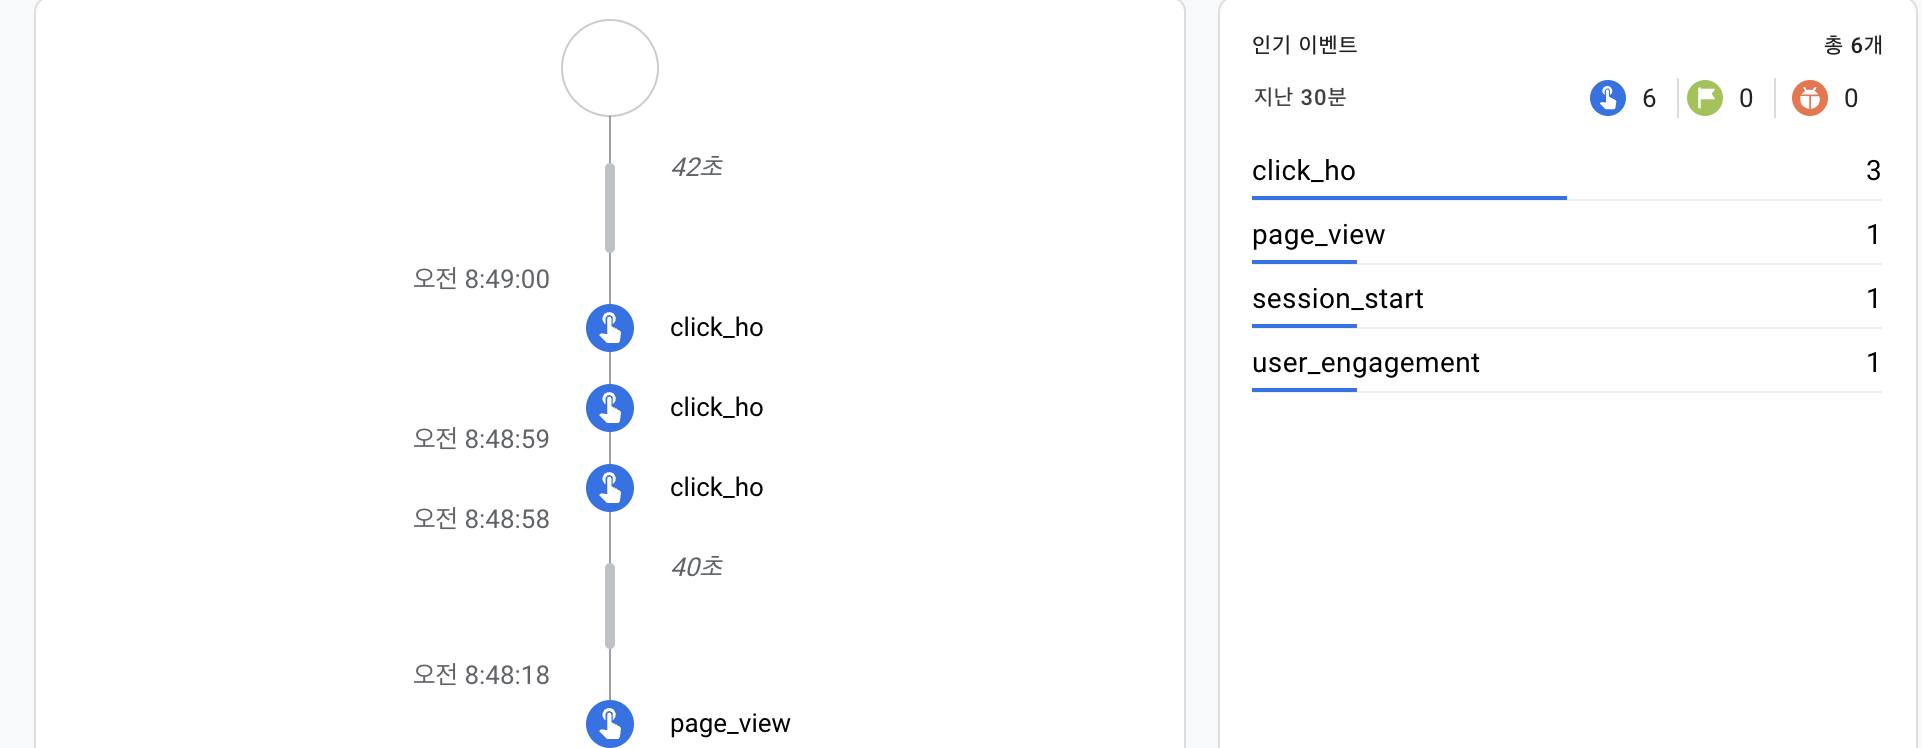 42초
오전 8:49:00
click_ho
click_ho
오전 8:48:59
click_ho
오전 8:48:58
40초
오전 8:48:18
page_view
인기 이벤트 총 6개
지난 30분 6 0 0
click_ho 3
page_view 1
session_start 1
user_engagement 1